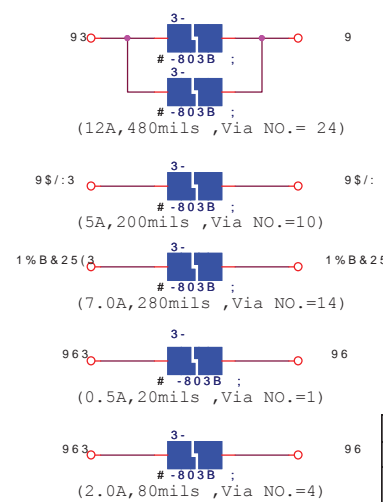 3-
93 9
# -803B ;
3-
# -803B ;
(12A,480mils ,Via NO.= 24)
3-
9$/:3 9$/:
# -803B ;
(5A,200mils ,Via NO.=10)
3-
1%B&25(3 1%B&25
# -803B ;
(7.0A,280mils ,Via NO.=14)
3-
963 96
# -803B ;
(0.5A,20mils ,Via NO.=1)
3-
963 96
# -803B ;
(2.0A,80mils ,Via NO.=4)